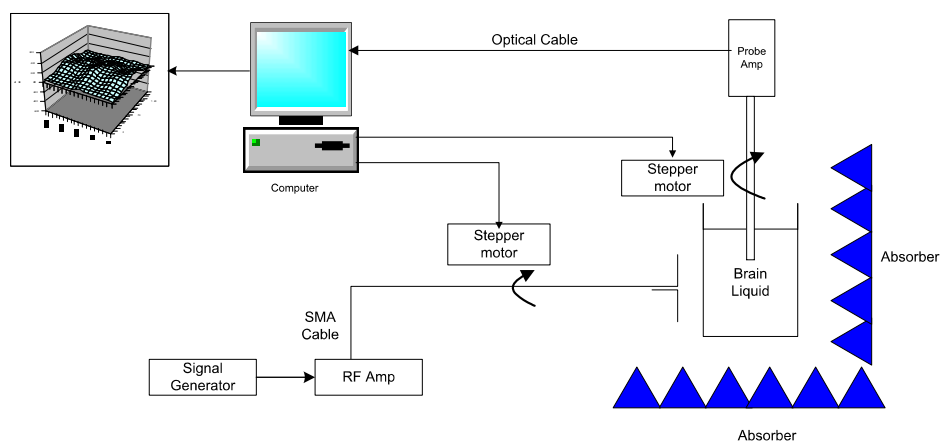 Optical Cable
Probe
Amp
Computer
Stepper
motor
Stepper
motor
Brain
Liquid
Absorber
SMA
Cable
Signal
Generator
RF Amp
Absorber